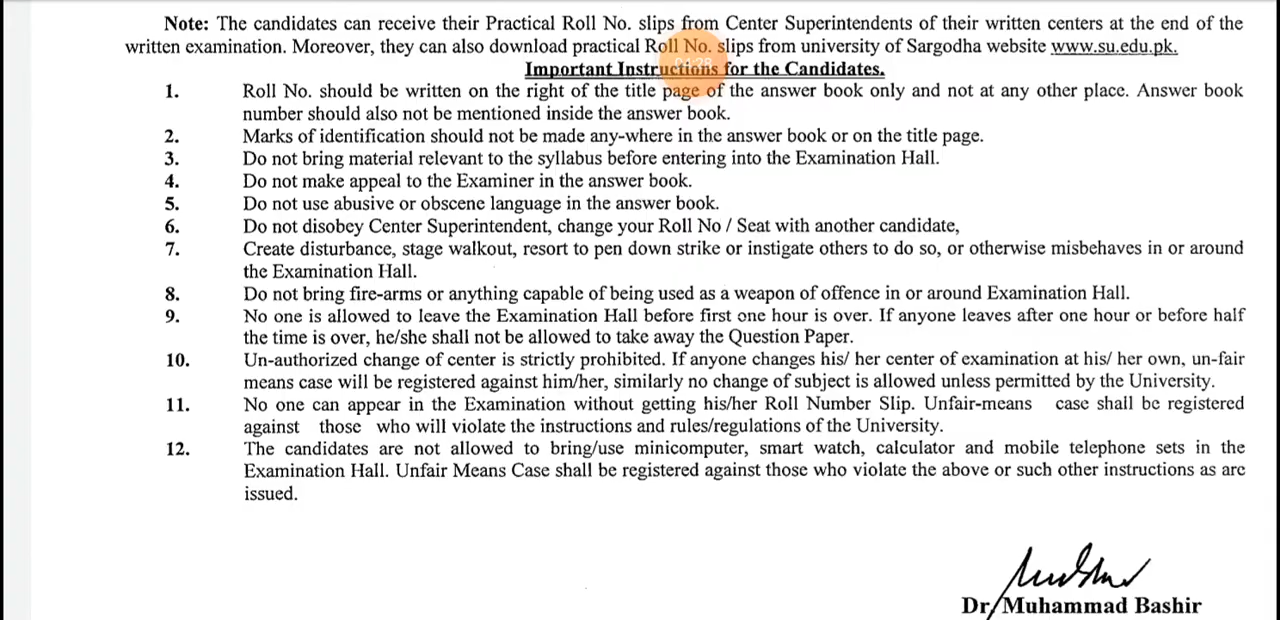 Note: The candidates can receive their Practical Roll No. slips from Center Superintendents of their written centers at the end of the
written examination. Moreover, they can also download practical Roll No. slips from university of Sargodha website www.su.edu.pk.
Important Instructions for the Candidates.
1. Roll No. should be written on the right of the title page of the answer book only and not at any other place. Answer book
number should also not be mentioned inside the answer book.
2. Marks of identification should not be made any-where in the answer book or on the title page.
3. Do not bring material relevant to the syllabus before entering into the Examination Hall.
4. Do not make appeal to the Examiner in the answer book.
5. Do not use abusive or obscene language in the answer book.
6. Do not disobey Center Superintendent, change your Roll No / Seat with another candidate,
7. Create disturbance, stage walkout, resort to pen down strike or instigate others to do so, or otherwise misbehaves in or around
the Examination Hall.
8. Do not bring fire-arms or anything capable of being used as a weapon of offence in or around Examination Hall.
9. No one is allowed to leave the Examination Hall before first one hour is over. If anyone leaves after one hour or before half
the time is over, he/she shall not be allowed to take away the Question Paper.
10. Un-authorized change of center is strictly prohibited. If anyone changes his/ her center of examination at his/ her own, un-fair
means case will be registered against him/her, similarly no change of subject is allowed unless permitted by the University.
11. No one can appear in the Examination without getting his/her Roll Number Slip. Unfair-means case shall be registered
against those who will violate the instructions and rules/regulations of the University.
12. The candidates are not allowed to bring/use minicomputer, smart watch, calculator and mobile telephone sets in the
Examination Hall. Unfair Means Case shall be registered against those who violate the above or such other instructions as are
issued.
Dr Muhammad Bashir